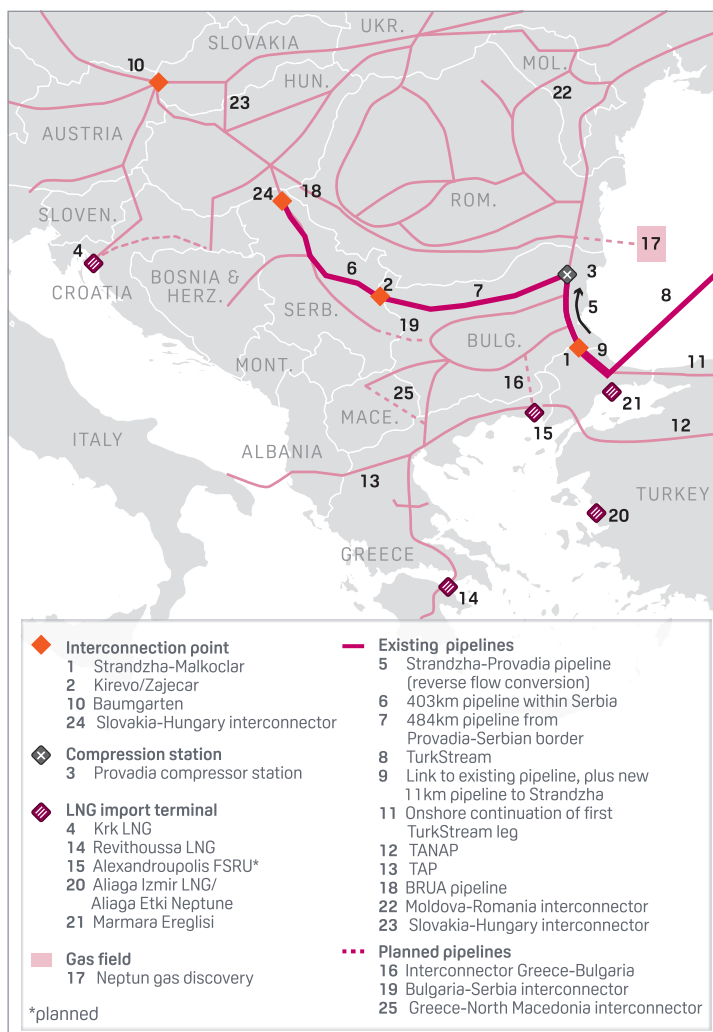 UKR.
SLOVAKIA
10
MOL.
HUN.
23
22
AUSTRIA
24
18
ROM.
SLOVEN.
4
17
BOSNIA &
HERZ.
3
CROATIA
6
2
7
8
5
SERB.
19
BULG.
1
9
MONT.
16
11
25
21
MACE.
15
12
ITALY
ALBANIA
13
TURKEY
20
GREECE
14
Interconnection point
1 Strandzha-Malkoclar
2 Kirevo/Zajecar
10 Baumgarten
24 Slovakia-Hungary interconnector
Compression station
3 Provadia compressor station
LNG import terminal
4 Krk LNG
14 Revithoussa LNG
15 Alexandroupolis FSRU*
20 Aliaga Izmir LNG/
Aliaga Etki Neptune
21 Marmara Ereglisi
Gas field
17 Neptun gas discovery
*planned
Existing pipelines
5 Strandzha-Provadia pipeline
(reverse flow conversion)
6 403km pipeline within Serbia
7 484km pipeline from
Provadia-Serbian border
8 TurkStream
9 Link to existing pipeline, plus new
11km pipeline to Strandzha
11 Onshore continuation of first
TurkStream leg
12 TANAP
13 TAP
18 BRUA pipeline
22 Moldova-Romania interconnector
23 Slovakia-Hungary interconnector
Planned pipelines
16 Interconnector Greece-Bulgaria
19 Bulgaria-Serbia interconnector
25 Greece-North Macedonia interconnector